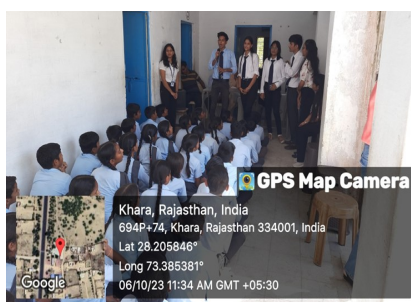 GPS Map Camera
Khara, Rajasthan, India
694P+74, Khara, Rajasthan 334001, India
Lat 28.205846°
Long 73.385381°
06/10/23 11:34 AM GMT +05:30
Google